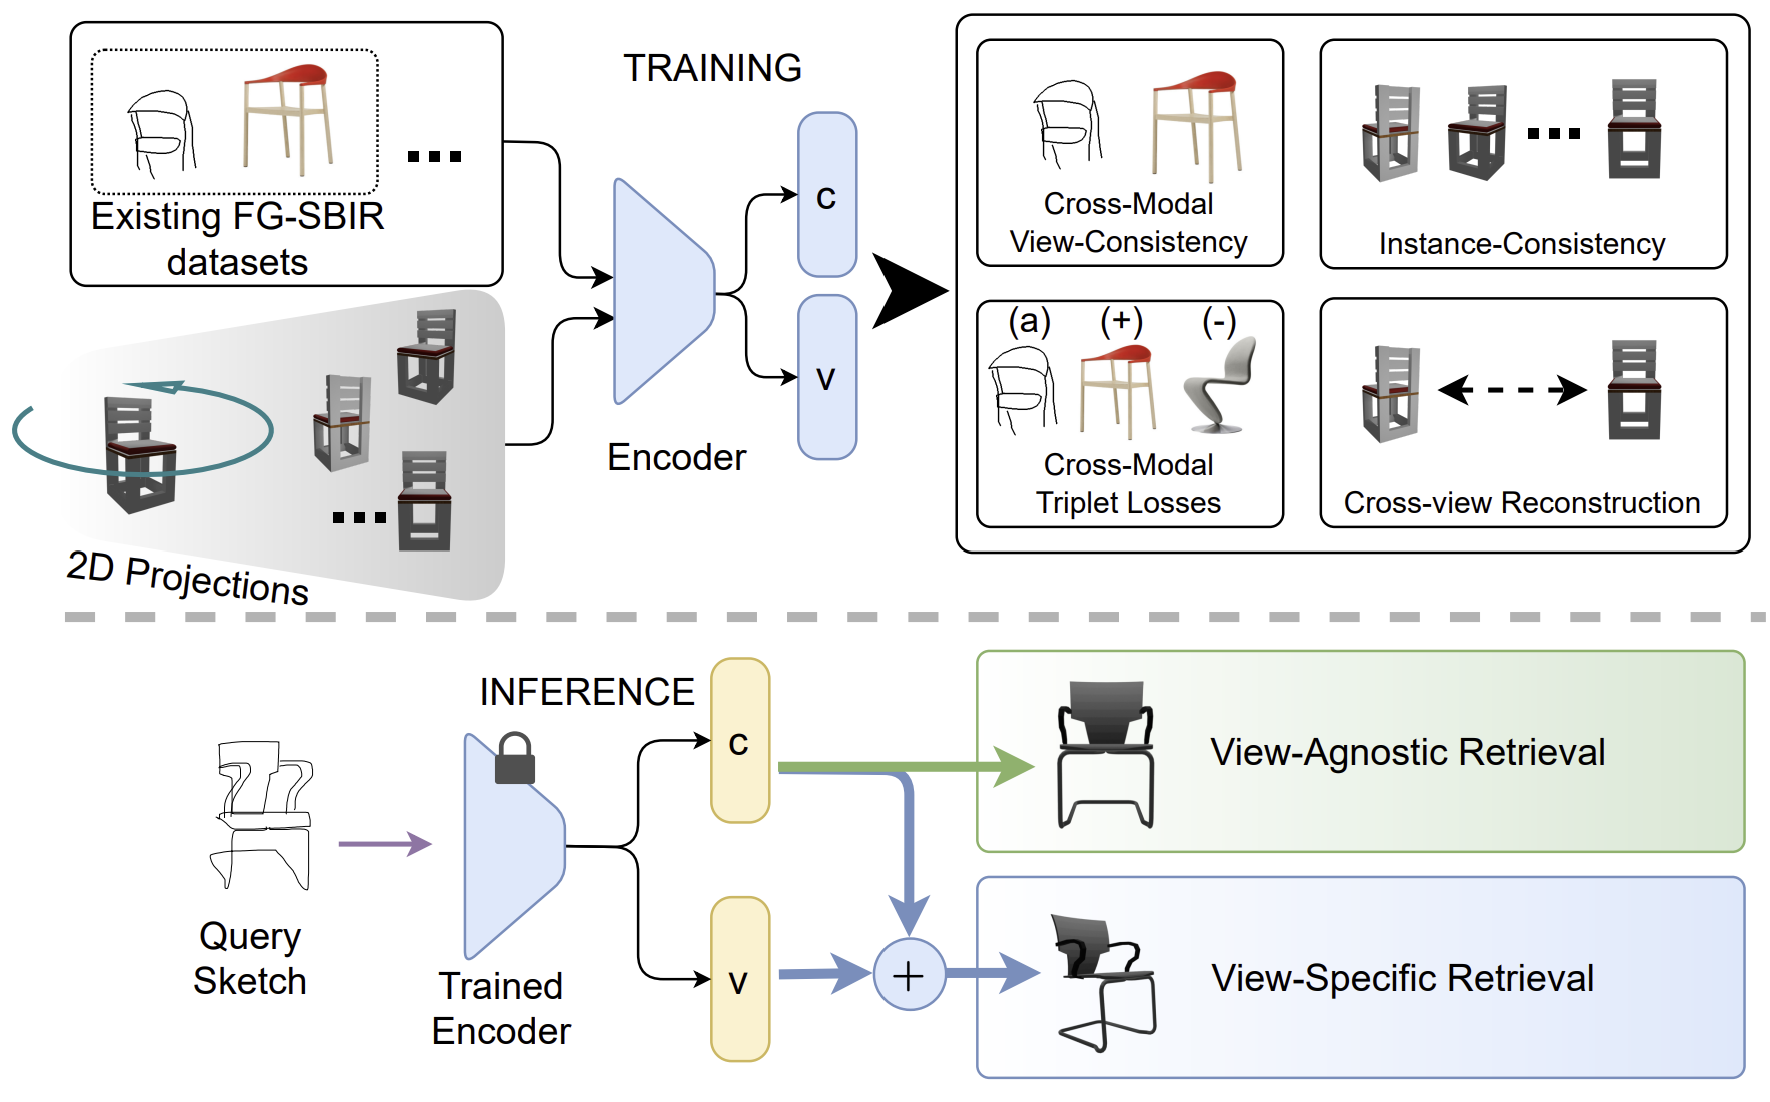 TRAINING
Existing FG-SBIR
datasets
2D Projections
Encoder
c
v
Cross-Modal
View-Consistency
Instance-Consistency
(a) (+) (-)
Cross-Modal
Triplet Losses
Cross-view Reconstruction
INFERENCE
Query
Sketch
Trained
Encoder
c
v
+
View-Agnostic Retrieval
View-Specific Retrieval